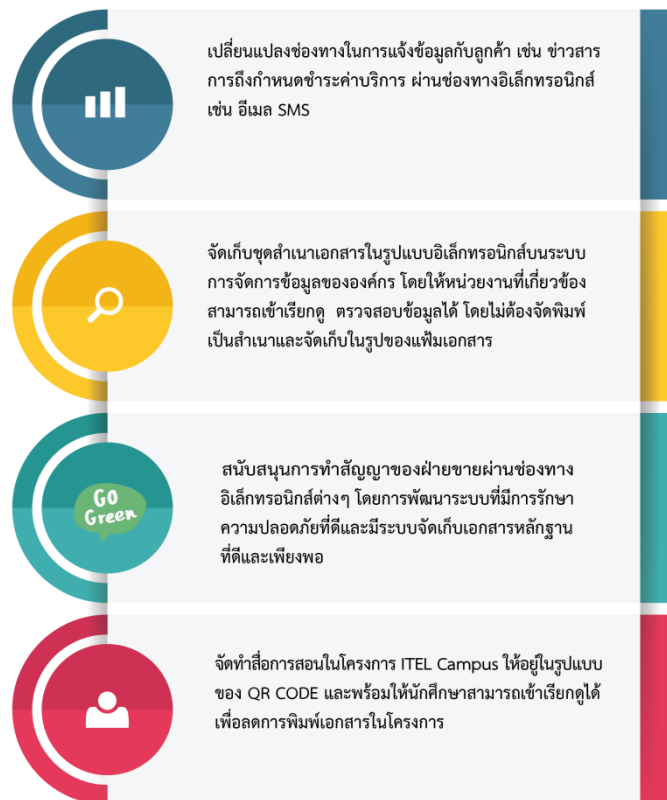 เปลี่ยนแปลงช่องทางในการแจ้งข้อมูลกับลูกค้า เช่น ข่าวสาร
การถึงกำหนดชำระค่าบริการ ผ่านช่องทางอิเล็กทรอนิกส์
เช่น อีเมล SMS
จัดเก็บชุดสำเนาเอกสารในรูปแบบอิเล็กทรอนิกส์บนระบบ
การจัดการข้อมูลขององค์กร โดยให้หน่วยงานที่เกี่ยวข้อง
สามารถเข้าเรียกดู ตรวจสอบข้อมูลได้ โดยไม่ต้องจัดพิมพ์
เป็นสำเนาและจัดเก็บในรูปของแฟ้มเอกสาร
GO
Green
สนับสนุนการทำสัญญาของฝ่ายขายผ่านช่องทาง
อิเล็กทรอนิกส์ต่างๆ โดยการพัฒนาระบบที่มีการรักษา
ความปลอดภัยที่ดีและมีระบบจัดเก็บเอกสารหลักฐาน
ที่ดีและเพียงพอ
จัดทำสื่อการสอนในโครงการ ITEL Campus ให้อยู่ในรูปแบบ
ของ QR CODE และพร้อมให้นักศึกษาสามารถเข้าเรียกดูได้
เพื่อลดการพิมพ์เอกสารในโครงการ